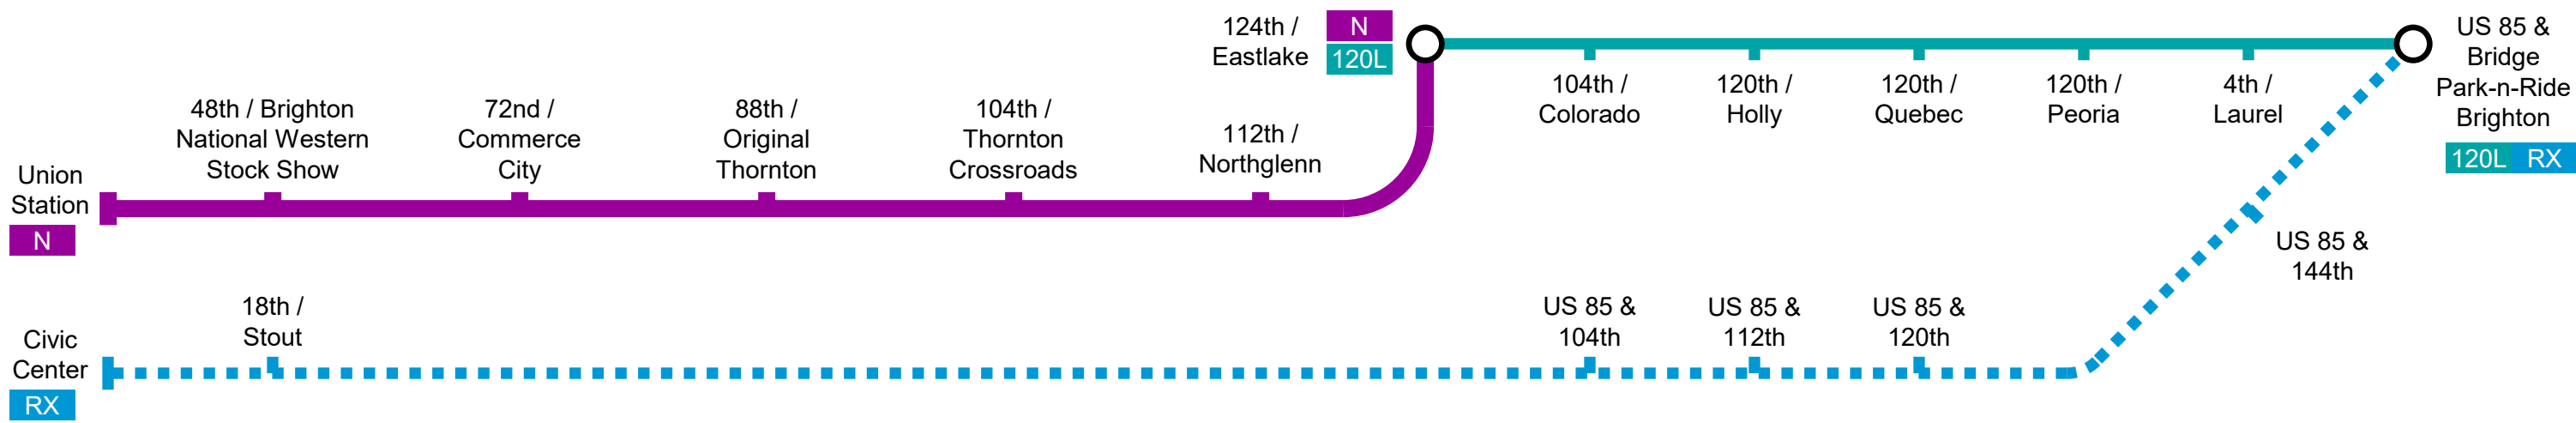 124th /
Eastlake
N
120L
US 85 &
Bridge
Park-n-Ride
Brighton
120L RX
104th /
Colorado
120th /
Holly
120th /
Quebec
120th /
Peoria
4th /
Laurel
Union
Station
N
48th / Brighton
National Western
Stock Show
72nd /
Commerce
City
88th /
Original
Thornton
104th /
Thornton
Crossroads
112th /
Northglenn
US 85 &
144th
Civic
Center
RX
18th /
Stout
US 85 &
104th
US 85 &
112th
US 85 &
120th